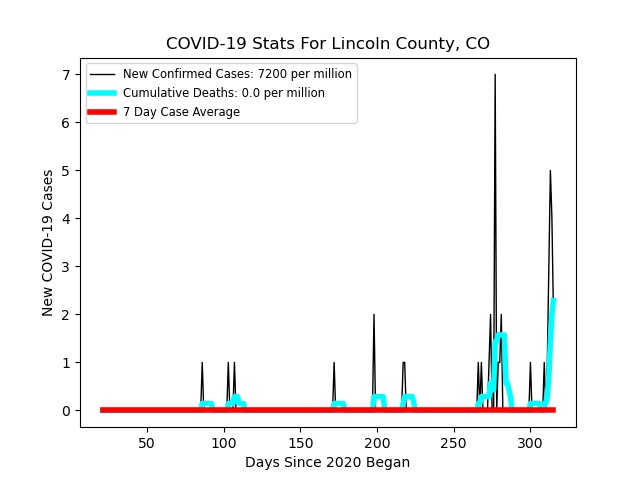 COVID-19 Stats For Lincoln County, CO
New Confirmed Cases: 7200 per million
Cumulative Deaths: 0.0 per million
7 Day Case Average
New COVID-19 Cases
7
6
5
4
3
2
1
0
50 100 150 200 250 300
Days Since 2020 Began